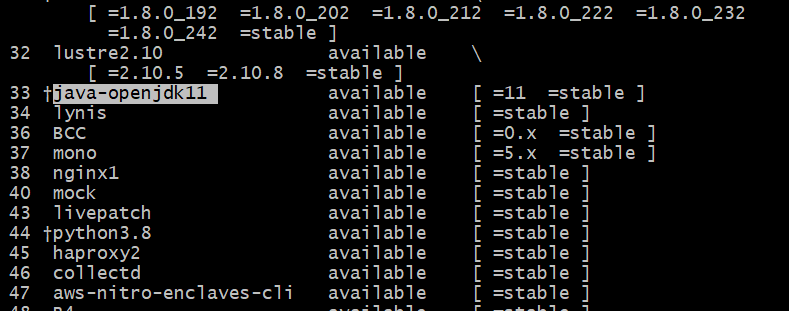 [ =1.8.0_192 =1.8.0_202 =1.8.0_212 =1.8.0_222 =1.8.0_232
=1.8.0_242 =stable ]
32 lustre2.10 available \
[ =2.10.5 =2.10.8 =stable ]
33 †java-openjdk11 available [ =11 =stable ]
34 lynis available [ =stable ]
36 BCC available [ =0.x =stable ]
37 mono available [ =5.x =stable ]
38 nginx1 available [ =stable ]
40 mock available [ =stable ]
43 livepatch available [ =stable ]
44 †python3.8 available [ =stable ]
45 haproxy2 available [ =stable ]
46 collectd available [ =stable ]
47 aws-nitro-enclaves-cli available [ =stable ]